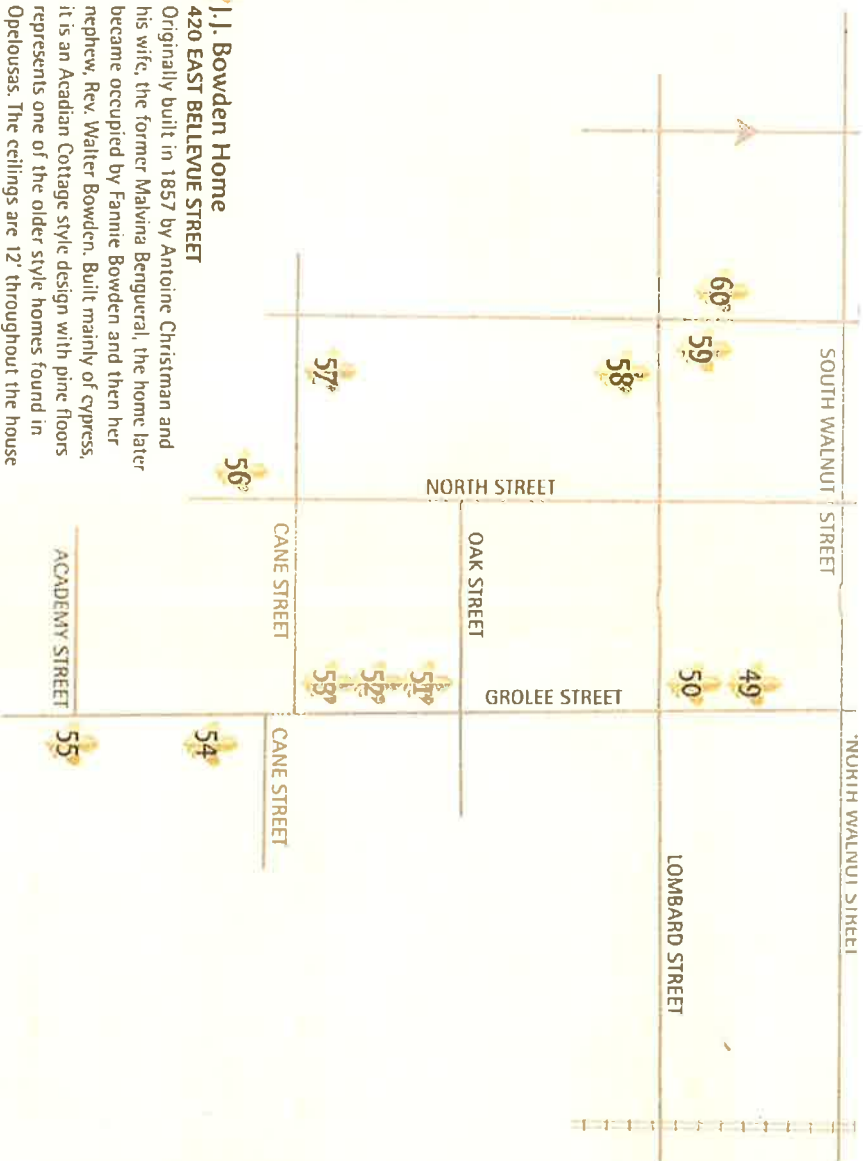 J.J. Bowden Home
420 EAST BELLEVUE STREET
Originally built in 1857 by Antoine Christman and
his wife, the former Malvina Bengueral, the home later
became occupied by Fannie Bowden and then her
nephew, Rev. Walter Bowden. Built mainly of cypress,
it is an Acadian Cottage style design with pine floors
represents one of the older style homes found in
Opelousas. The ceilings are 12' throughout the house
NORTH WALNUT STREET
SOUTH WALNUT STREET
60
59
49
50
LOMBARD STREET
58
OAK STREET
NORTH STREET
GROLEE STREET
51
52
53
57
CANE STREET
CANE STREET
56
54
ACADEMY STREET
55